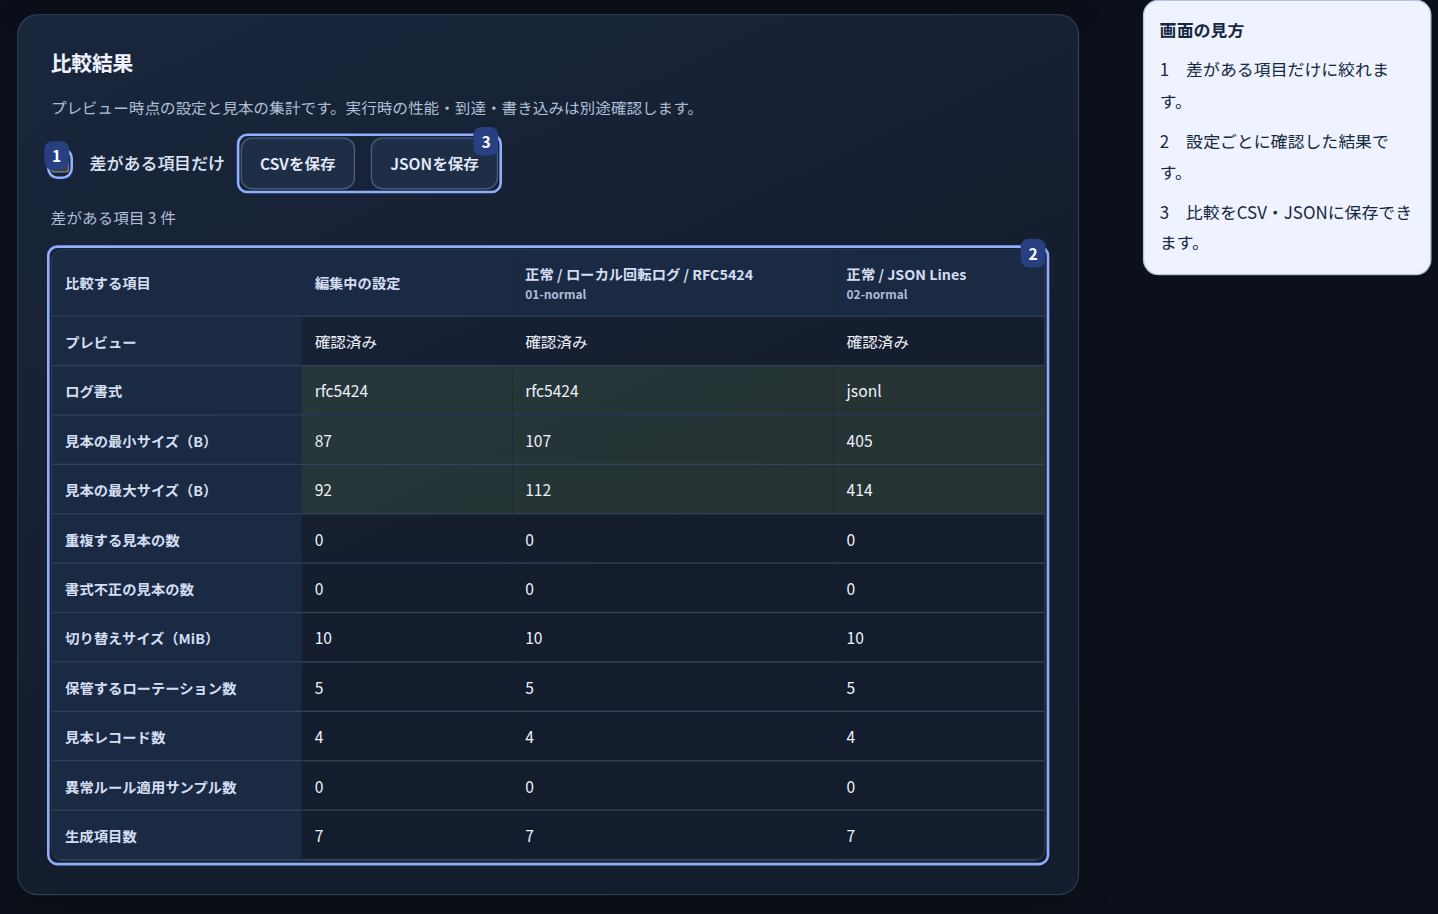 比較結果
プレビュー時点の設定と見本の集計です。実行時の性能・到達・書き込みは別途確認します。
1 差がある項目だけ CSVを保存 JSONを保存 3
差がある項目 3 件
2
比較する項目 編集中の設定 正常 / ローカル回転ログ / RFC5424 正常 / JSON Lines
01-normal 02-normal
プレビュー 確認済み 確認済み 確認済み
ログ書式 rfc5424 rfc5424 jsonl
見本の最小サイズ（B） 87 107 405
見本の最大サイズ（B） 92 112 414
重複する見本の数 0 0 0
書式不正の見本の数 0 0 0
切り替えサイズ（MiB） 10 10 10
保管するローテーション数 5 5 5
見本レコード数 4 4 4
異常ルール適用サンプル数 0 0 0
生成項目数 7 7 7
画面の見方
1 差がある項目だけに絞れま
す。
2 設定ごとに確認した結果で
す。
3 比較をCSV・JSONに保存でき
ます。